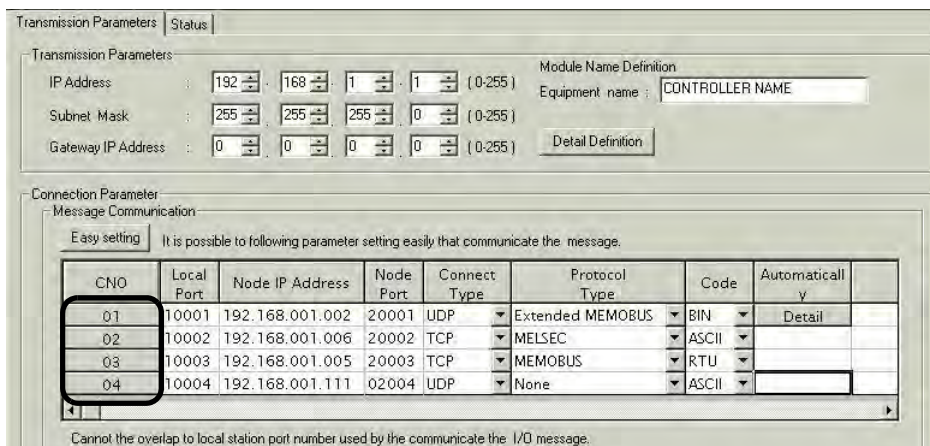 Transmission Parameters Status
Transmission Parameters
IP Address : 192 . 168 . 1 . 1 (0-255)
Module Name Definition
Equipment name : CONTROLLER NAME
Subnet Mask : 255 . 255 . 255 . 0 (0-255)
Gateway IP Address : 0 . 0 . 0 . 0 (0-255)
Detail Definition
Connection Parameter
Message Communication
Easy setting It is possible to following parameter setting easily that communicate the message.
CNO Local Port Node IP Address Node Port Connect Type Protocol Type Code Automatically
01 10001 192.168.001.002 20001 UDP Extended MEMOBUS BIN Detail
02 10002 192.168.001.006 20002 TCP MELSEC ASCII
03 10003 192.168.001.005 20003 TCP MEMOBUS RTU
04 10004 192.168.001.111 02004 UDP None ASCII
Cannot the overlap to local station port number used by the communicate the I/O message.